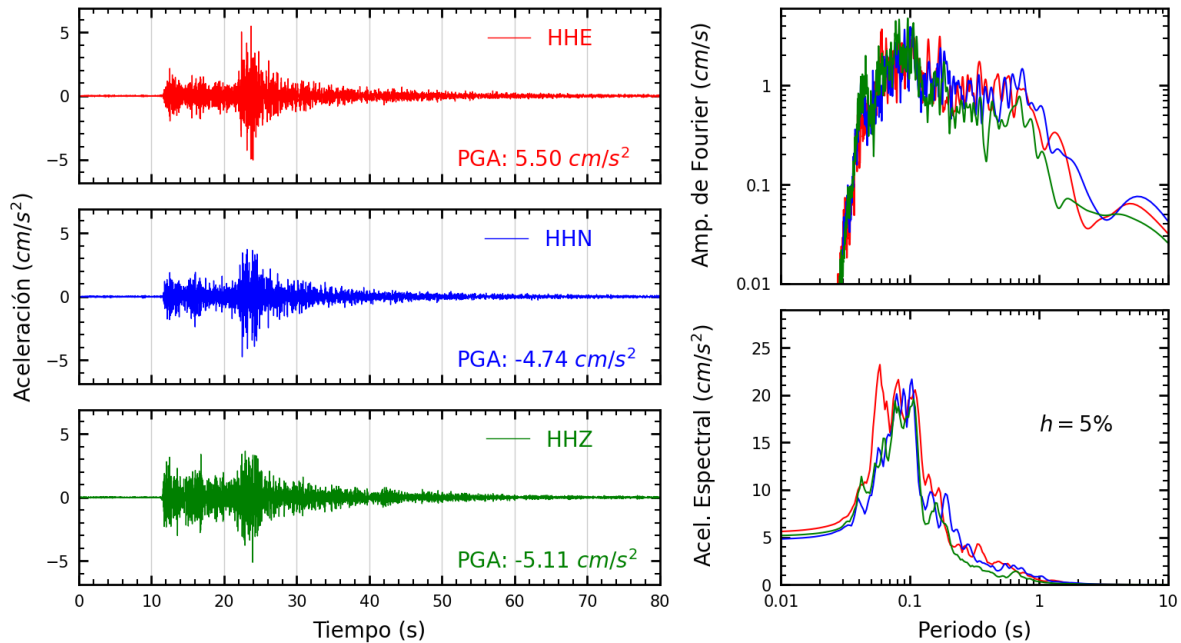 Aceleración (cm/s²)
5
0
−5
HHE
PGA: 5.50 cm/s²
5
0
−5
HHN
PGA: -4.74 cm/s²
5
0
−5
HHZ
PGA: -5.11 cm/s²
0 10 20 30 40 50 60 70 80
Tiempo (s)
Amp. de Fourier (cm/s)
1
0.1
0.01
Acel. Espectral (cm/s²)
25
20
15
10
5
0
h = 5%
0.01 0.1 1 10
Periodo (s)